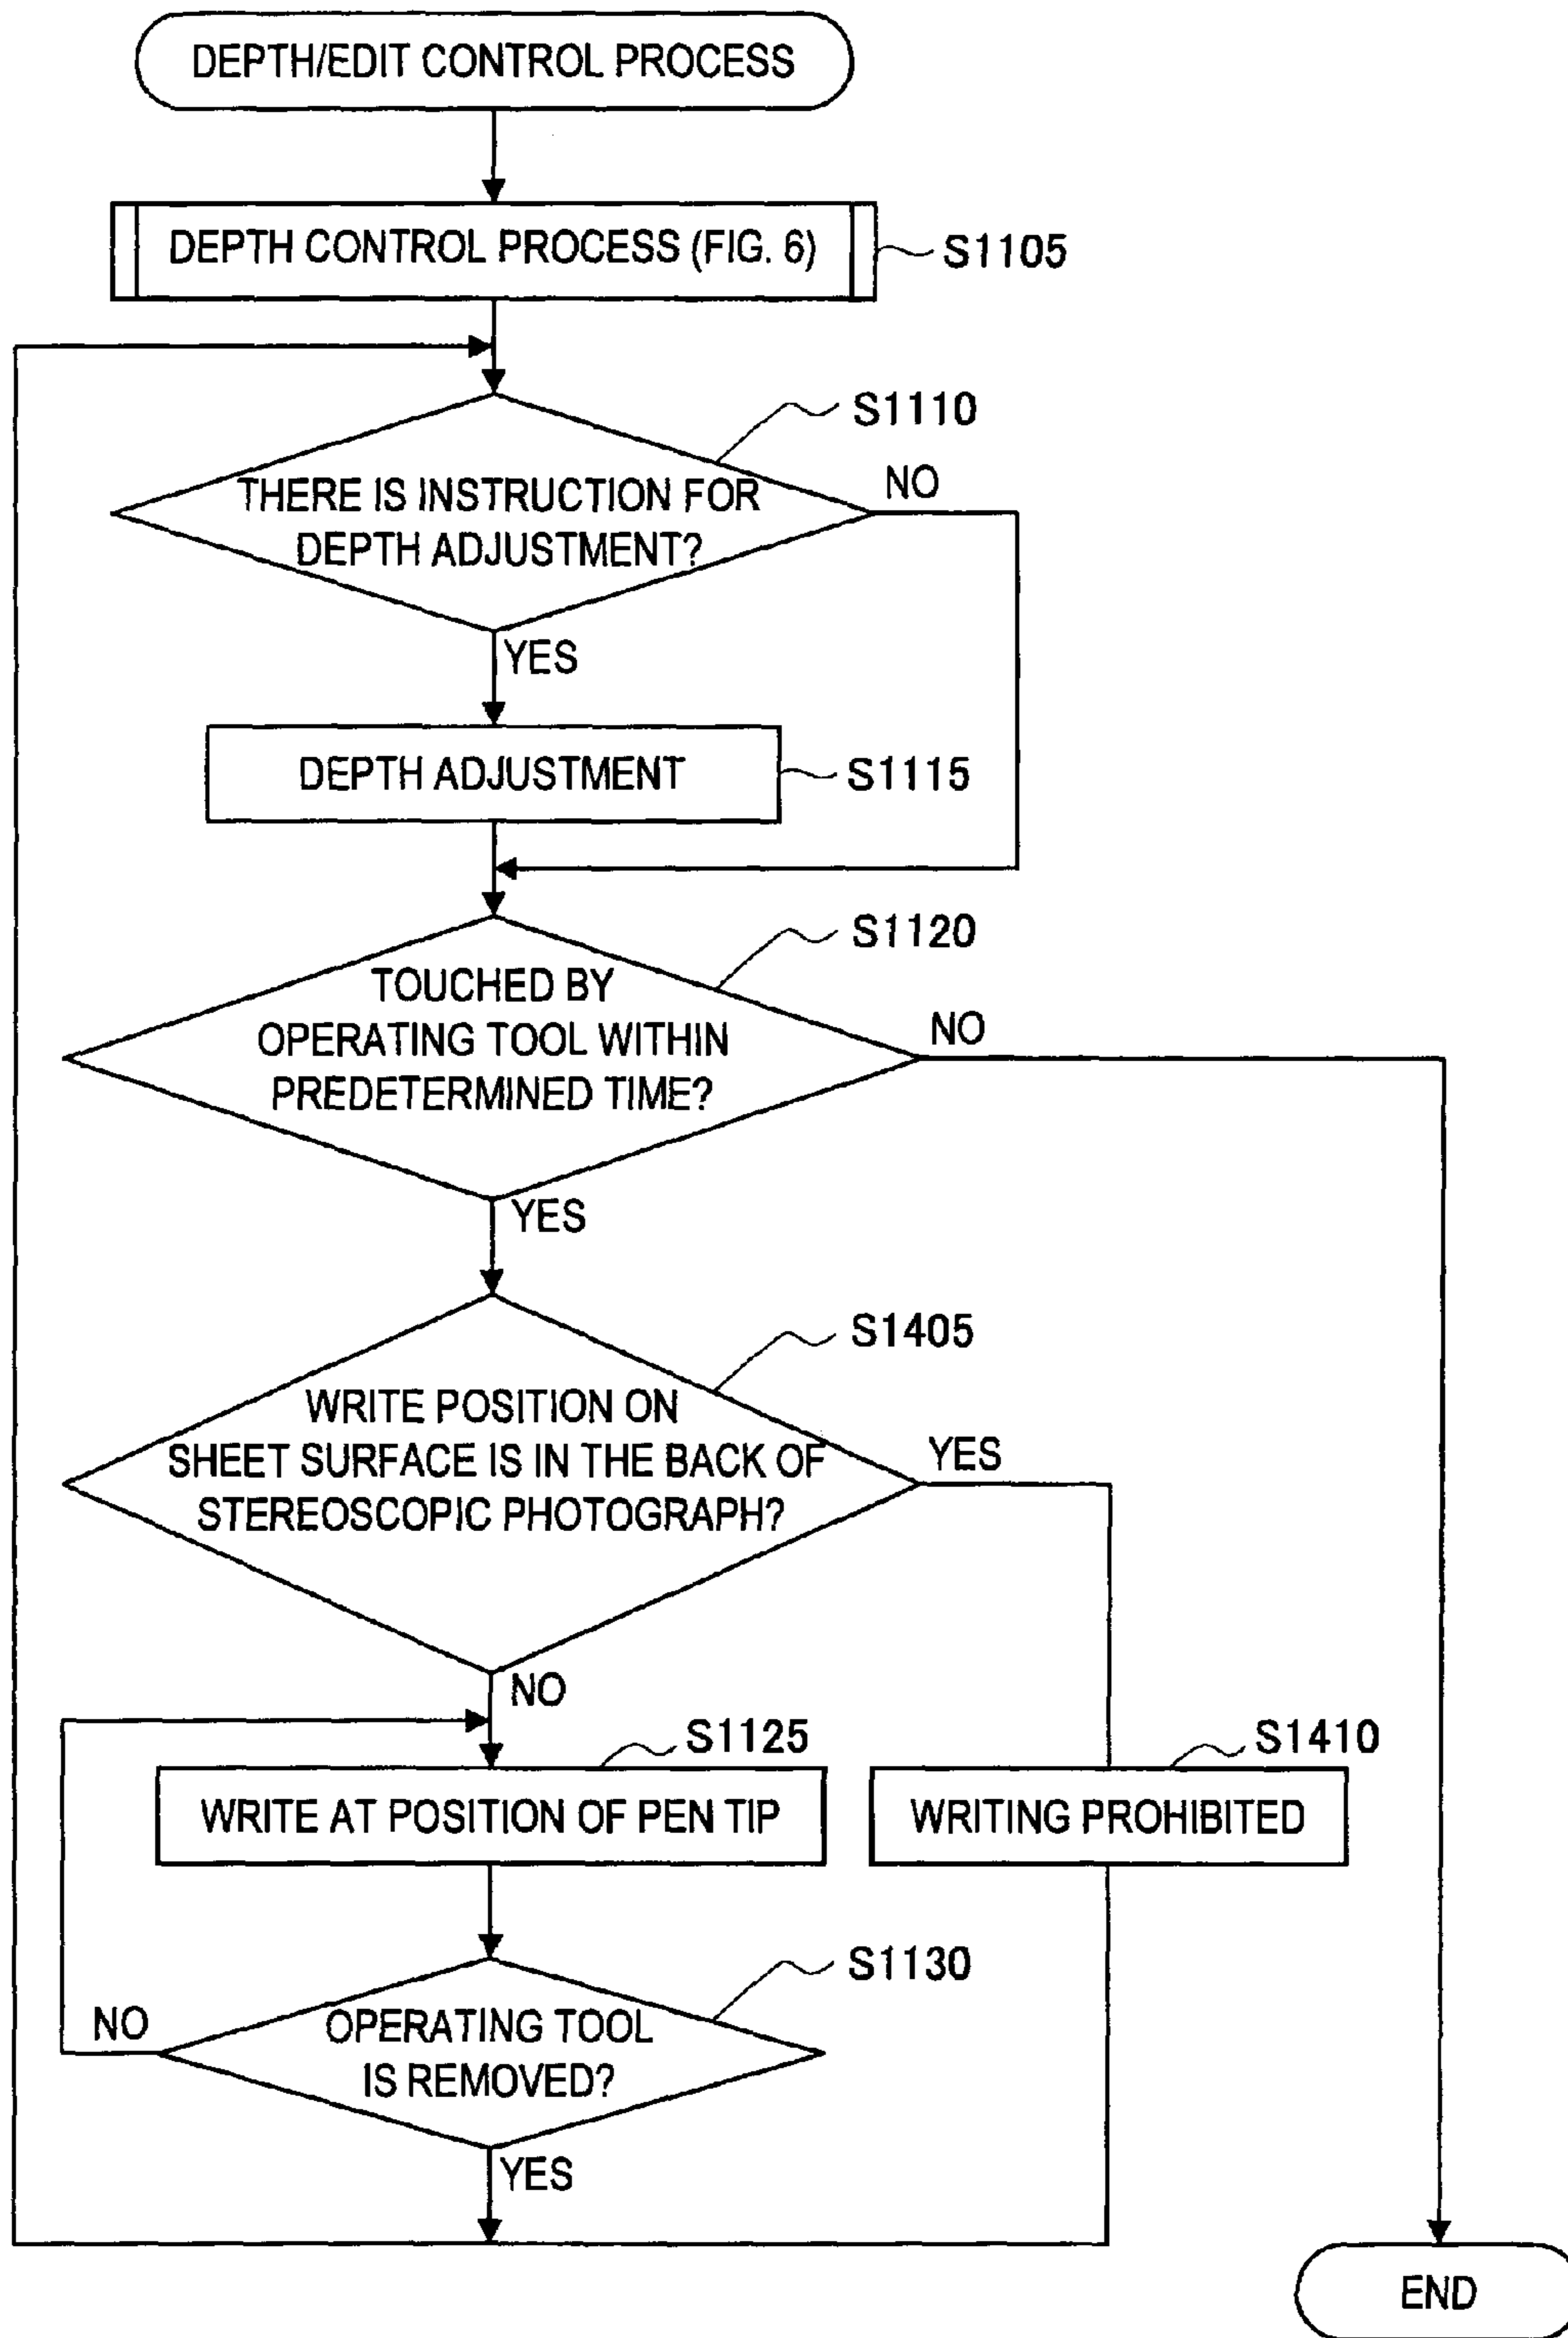 DEPTH/EDIT CONTROL PROCESS
DEPTH CONTROL PROCESS (FIG. 6)
S1105
S1110
THERE IS INSTRUCTION FOR
DEPTH ADJUSTMENT?
NO
YES
DEPTH ADJUSTMENT
S1115
S1120
TOUCHED BY
OPERATING TOOL WITHIN
PREDETERMINED TIME?
NO
YES
S1405
WRITE POSITION ON
SHEET SURFACE IS IN THE BACK OF
STEREOSCOPIC PHOTOGRAPH?
YES
NO
S1125
S1410
WRITE AT POSITION OF PEN TIP
WRITING PROHIBITED
S1130
OPERATING TOOL
IS REMOVED?
NO
YES
END